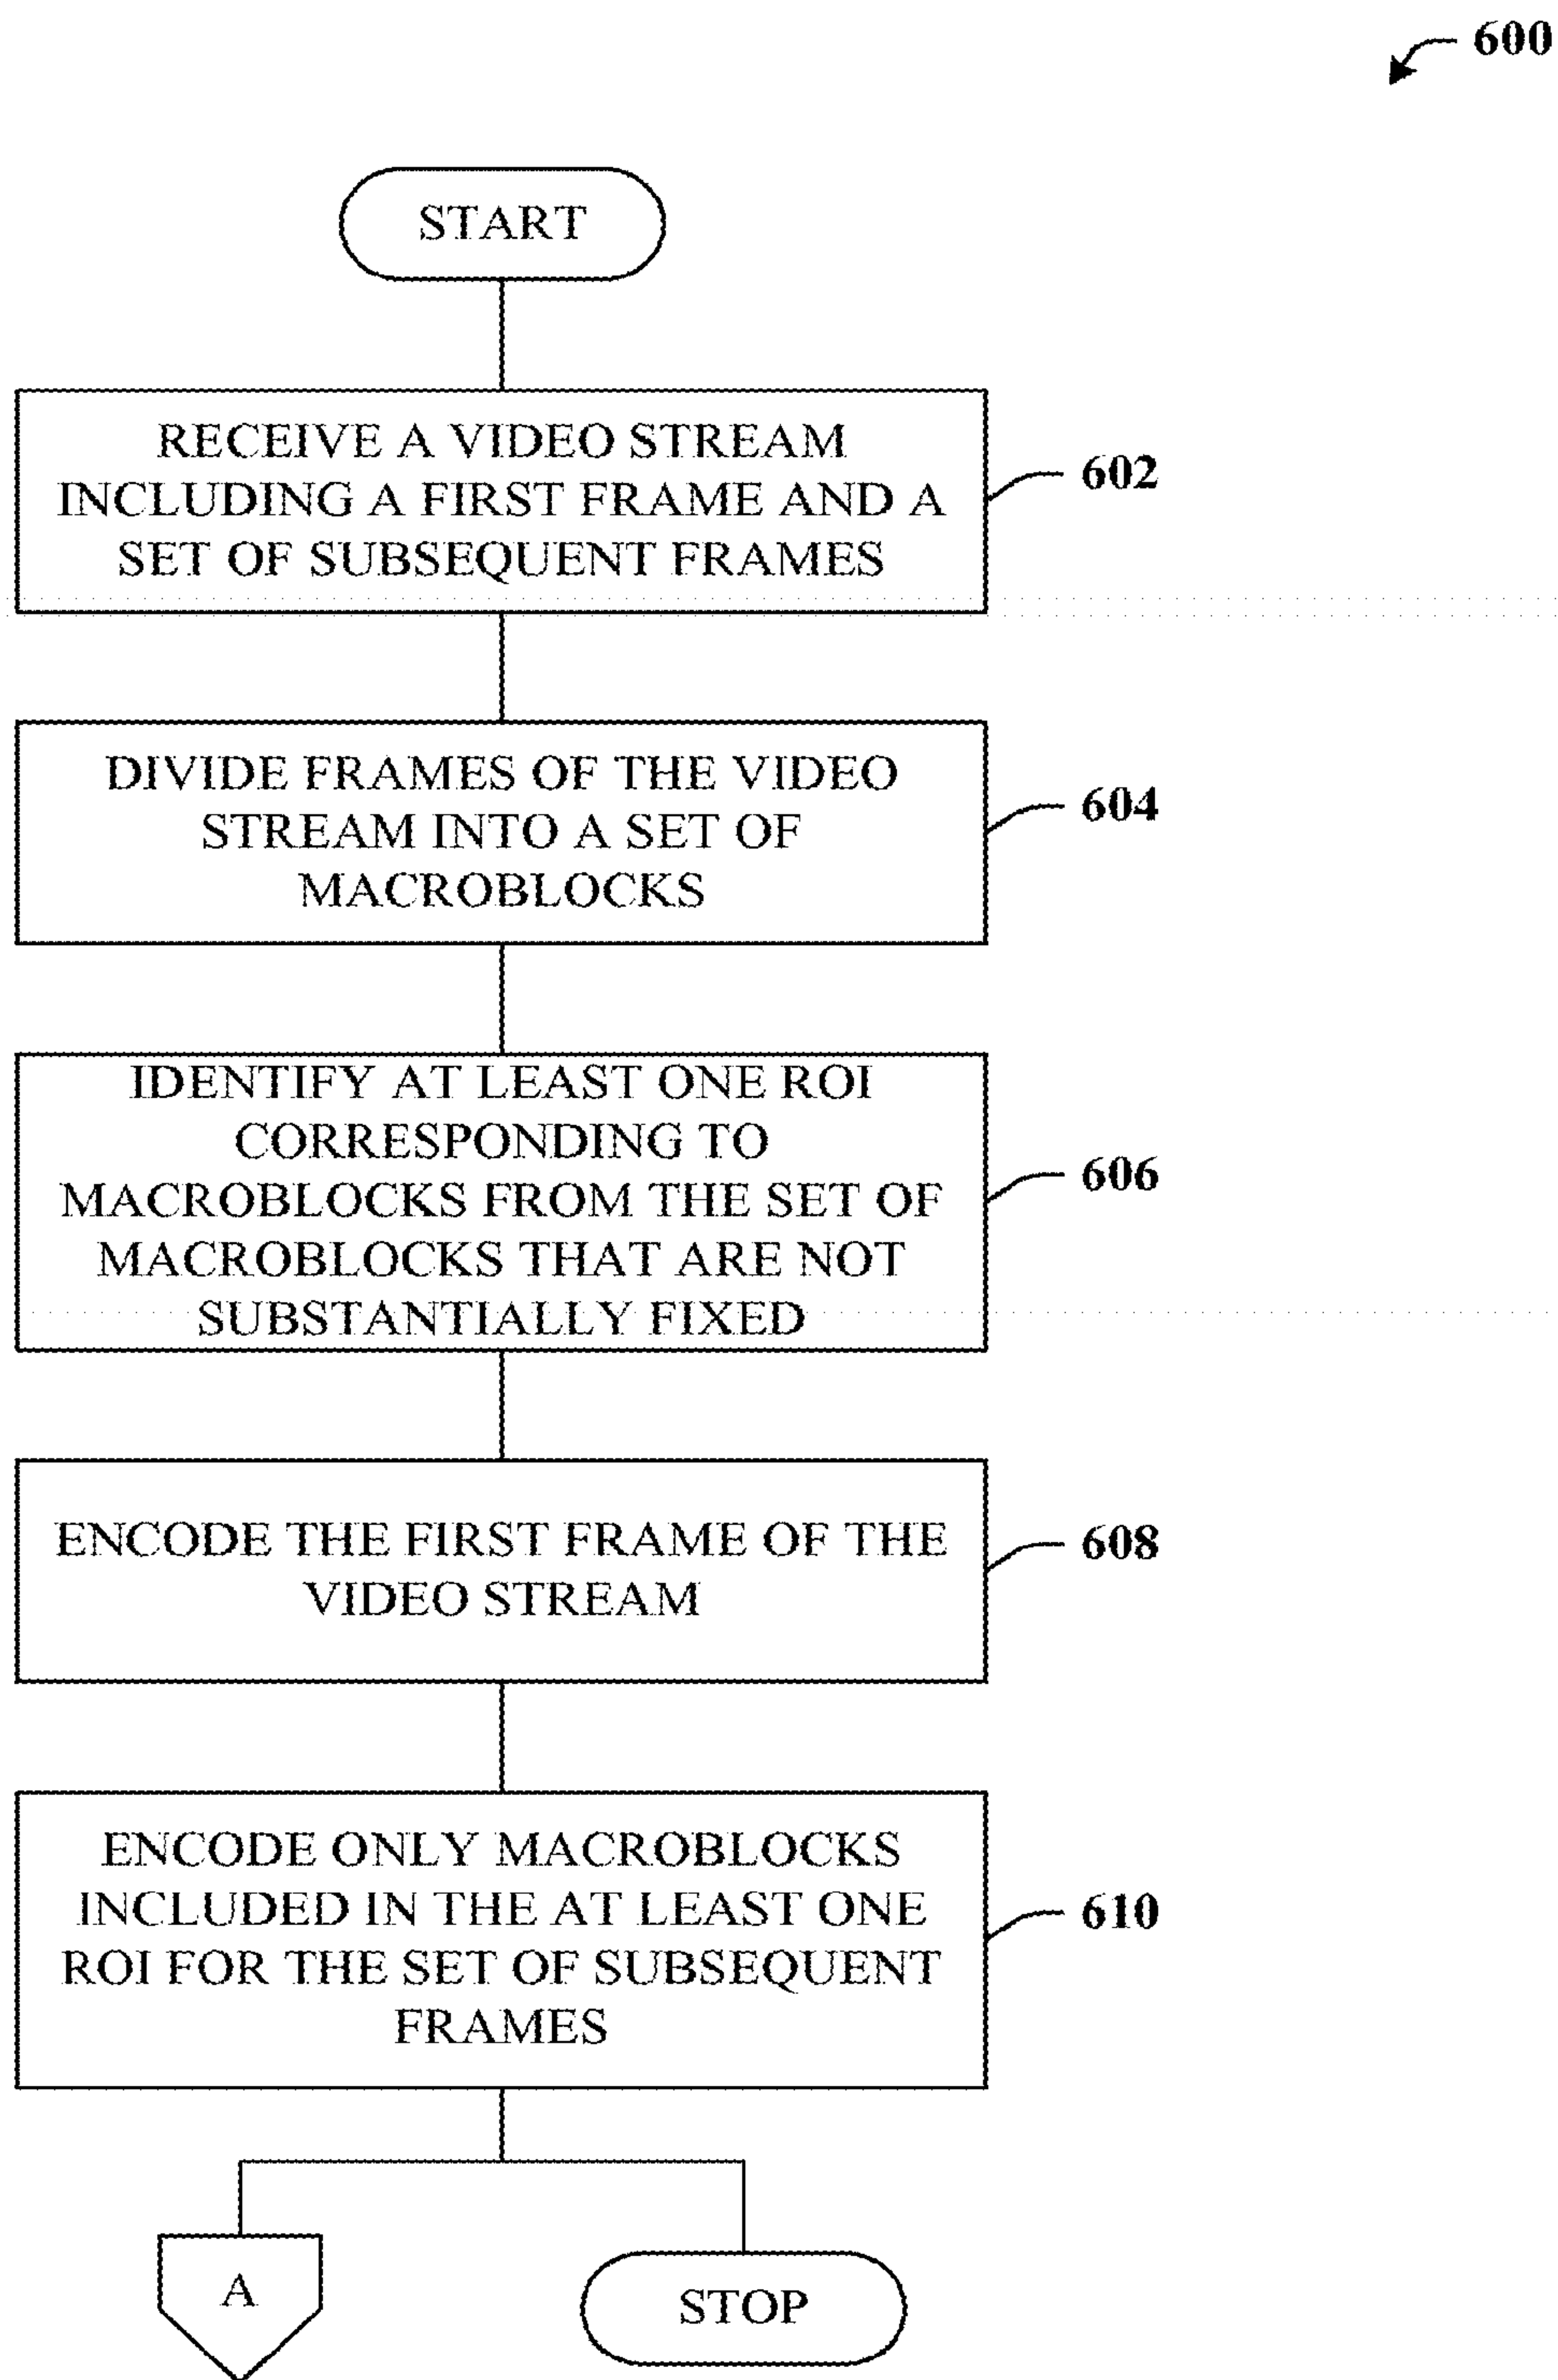 600
START
RECEIVE A VIDEO STREAM
INCLUDING A FIRST FRAME AND A
SET OF SUBSEQUENT FRAMES
602
DIVIDE FRAMES OF THE VIDEO
STREAM INTO A SET OF
MACROBLOCKS
604
IDENTIFY AT LEAST ONE ROI
CORRESPONDING TO
MACROBLOCKS FROM THE SET OF
MACROBLOCKS THAT ARE NOT
SUBSTANTIALLY FIXED
606
ENCODE THE FIRST FRAME OF THE
VIDEO STREAM
608
ENCODE ONLY MACROBLOCKS
INCLUDED IN THE AT LEAST ONE
ROI FOR THE SET OF SUBSEQUENT
FRAMES
610
A
STOP